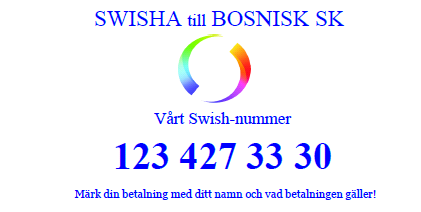 SWISHA till BOSNISK SK
Vårt Swish-nummer
123 427 33 30
Märk din betalning med ditt namn och vad betalningen gäller!